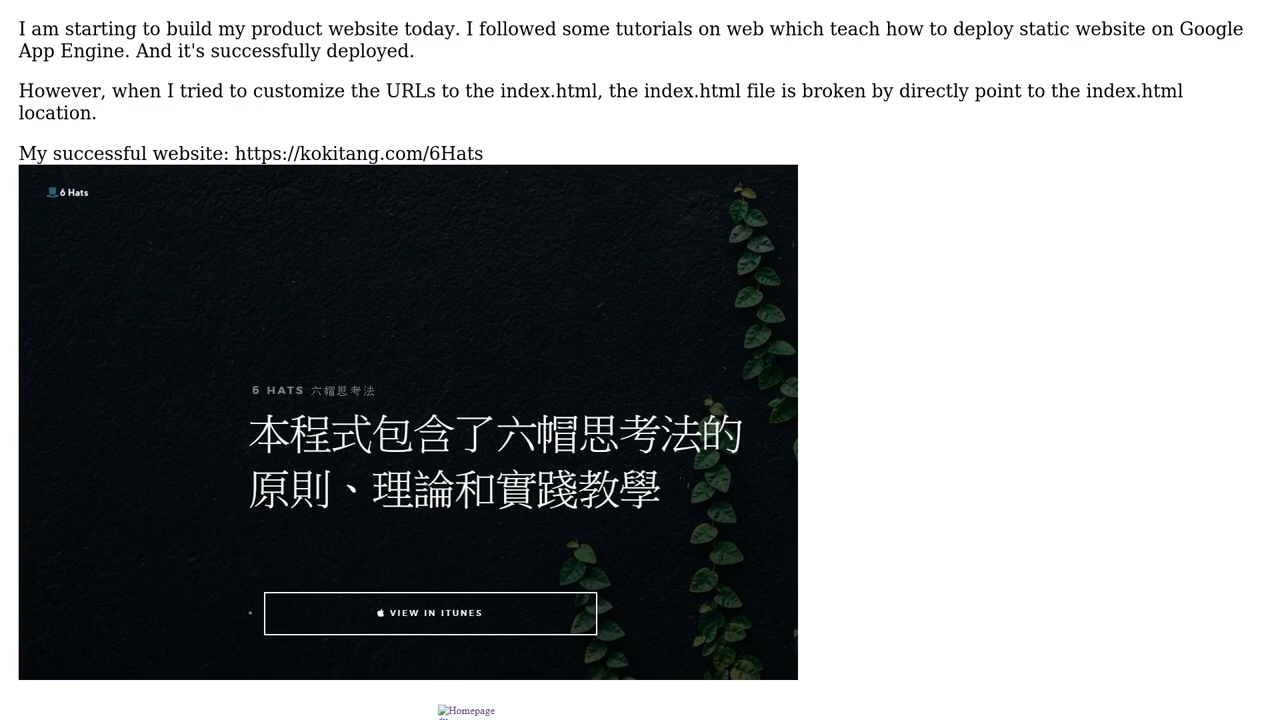 I am starting to build my product website today. I followed some tutorials on web which teach how to deploy static website on Google
App Engine. And it's successfully deployed.
However, when I tried to customize the URLs to the index.html, the index.html file is broken by directly point to the index.html
location.
My successful website: https://kokitang.com/6Hats
6 Hats
6 HATS 六帽思考法
本程式包含了六帽思考法的
原則、理論和實踐教學
VIEW IN ITUNES
Homepage